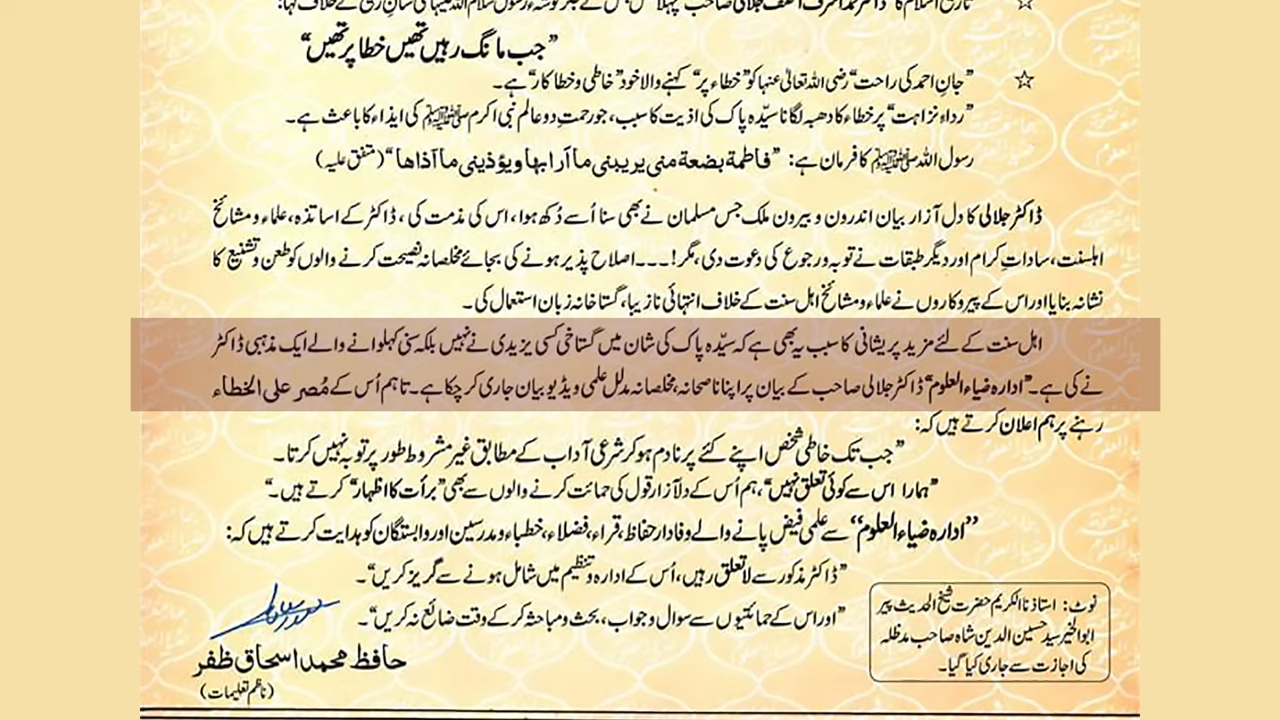 "جب مانگ رہیں تھیں خطا پر تھیں"
☆ "جانِ احمد کی راحت" رضی اللہ تعالیٰ عنہا کو "خطاء پر" کہنے والا خود "خاطی وخطا کار" ہے۔
"رداءِ نزاہت" پر خطاء کا دھبہ لگانا سیّدہ پاک کی اذیت کا سبب، جو رحمتِ دو عالم نبی اکرم ﷺ کی ایذاء کا باعث ہے۔
رسول اللہ ﷺ کا فرمان ہے: "فاطمة بضعة منی یریبنی ما أرابها ویؤذینی ما آذاها" (متفق علیہ)
ڈاکٹر جلالی کا دل آزار بیان اندرون و بیرون ملک جس مسلمان نے بھی سنا اُسے دُکھ ہوا، اس کی مذمت کی، ڈاکٹر کے اساتذہ، علماء و مشائخ
اہلسنت، ساداتِ کرام اور دیگر طبقات نے توبہ و رجوع کی دعوت دی، مگر!۔۔۔اصلاح پذیر ہونے کی بجائے مخلصانہ نصیحت کرنے والوں کو طعن و تشنیع کا
نشانہ بنایا اور اس کے پیروکاروں نے علماء و مشائخ اہل سنت کے خلاف انتہائی نازیبا، گستاخانہ زبان استعمال کی۔
اہل سنت کے لئے مزید پریشانی کا سبب یہ بھی ہے کہ سیّدہ پاک کی شان میں گستاخی کسی یزیدی نے نہیں بلکہ سنی کہلوانے والے ایک مذہبی ڈاکٹر
نے کی ہے۔ "ادارہ ضیاء العلوم" ڈاکٹر جلالی صاحب کے بیان پر اپنا ناصحانہ، مخلصانہ مدلل علمی ویڈیو بیان جاری کر چکا ہے۔ تاہم اُس کے مُصر علی الخطاء
رہنے پر ہم اعلان کرتے ہیں کہ:
"جب تک خاطی شخص اپنے کئے پر نادم ہو کر شرعی آداب کے مطابق غیر مشروط طور پر توبہ نہیں کرتا۔
"ہمارا اس سے کوئی تعلق نہیں"، ہم اُس کے دلآزار قول کی حمائت کرنے والوں سے بھی "برأت کا اظہار" کرتے ہیں۔"
"ادارہ ضیاء العلوم" سے علمی فیض پانے والے وفادار حفاظ، قراء، فضلاء، خطباء و مدرسین اور وابستگان کو ہدایت کرتے ہیں کہ:
"ڈاکٹر مذکور سے لاتعلق رہیں، اُس کے ادارہ و تنظیم میں شامل ہونے سے گریز کریں"۔
"اور اس کے حمائتیوں سے سوال و جواب، بحث و مباحثہ کر کے وقت ضائع نہ کریں"۔
حافظ محمد اسحاق ظفر
(ناظم تعلیمات)
نوٹ: استاذنا الکریم حضرت شیخ الحدیث پیر
ابوالخیر سید حسین الدین شاہ صاحب مدظلہ
کی اجازت سے جاری کیا گیا۔